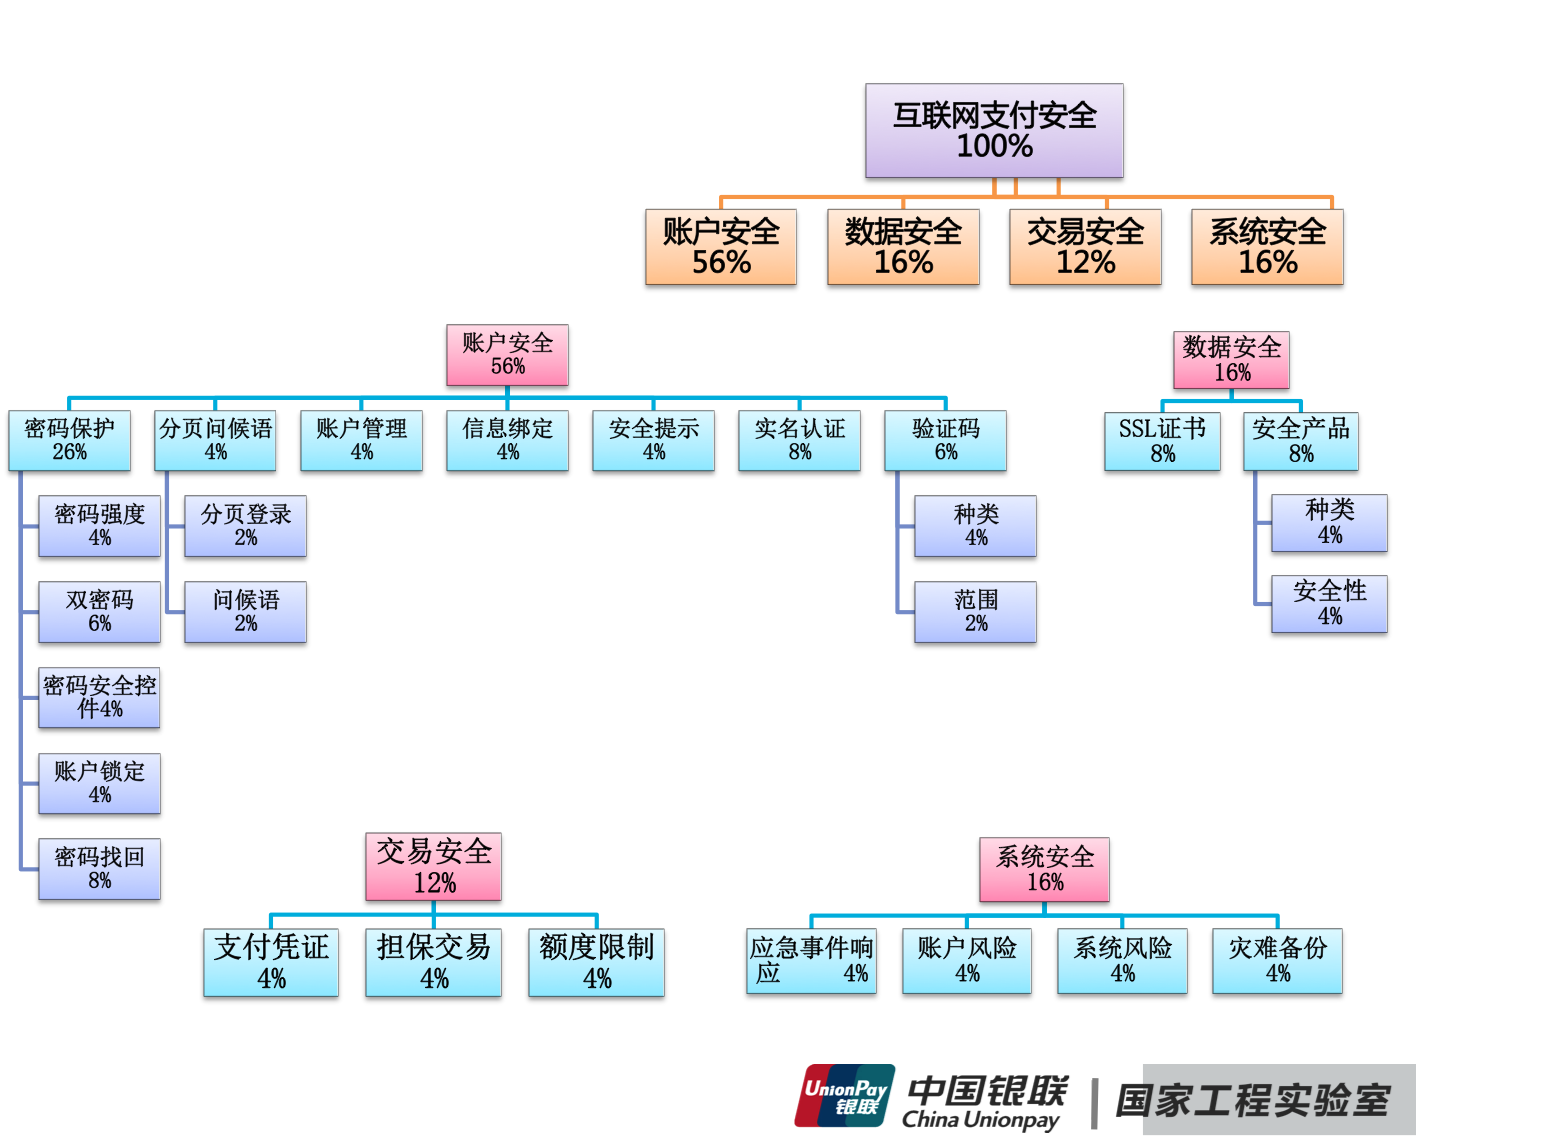 互联网支付安全
100%
账户安全
56%
数据安全
16%
交易安全
12%
系统安全
16%
账户安全
56%
密码保护
26%
分页问候语
4%
账户管理
4%
信息绑定
4%
安全提示
4%
实名认证
8%
验证码
6%
密码强度
4%
双密码
6%
密码安全控
件4%
账户锁定
4%
密码找回
8%
分页登录
2%
问候语
2%
种类
4%
范围
2%
数据安全
16%
SSL证书
8%
安全产品
8%
种类
4%
安全性
4%
交易安全
12%
支付凭证
4%
担保交易
4%
额度限制
4%
系统安全
16%
应急事件响
应 4%
账户风险
4%
系统风险
4%
灾难备份
4%
UnionPay
银联
中国银联
China Unionpay
国家工程实验室